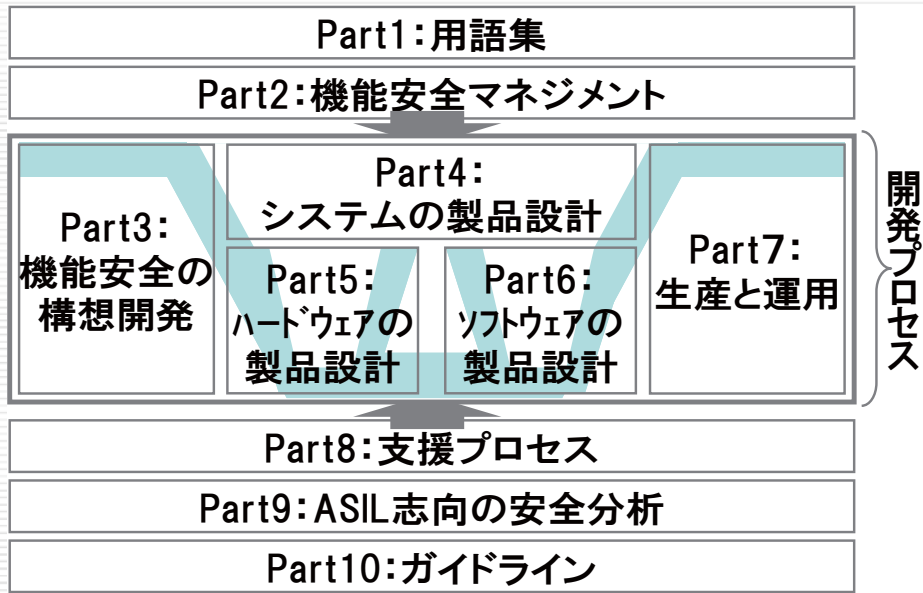 Part1:用語集
Part2:機能安全マネジメント
Part3:
機能安全の
構想開発
Part4:
システムの製品設計
Part5:
ハードウェアの
製品設計
Part6:
ソフトウェアの
製品設計
Part7:
生産と運用
開発プロセス
Part8:支援プロセス
Part9:ASIL志向の安全分析
Part10:ガイドライン